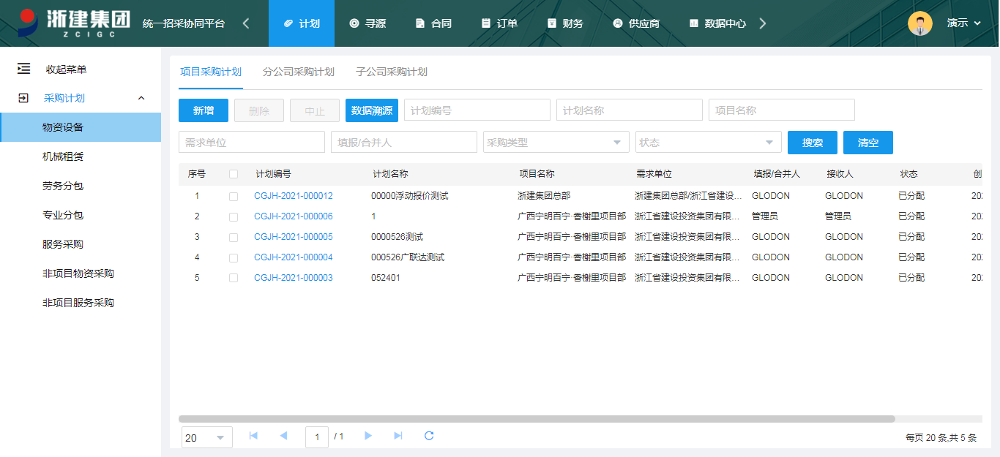 浙建集团 ZCIGC 统一招采协同平台 计划 寻源 合同 订单 财务 供应商 数据中心 演示
收起菜单
采购计划
物资设备
机械租赁
劳务分包
专业分包
服务采购
非项目物资采购
非项目服务采购
项目采购计划 分公司采购计划 子公司采购计划
新增 删除 中止 数据溯源 计划编号 计划名称 项目名称
需求单位 填报/合并人 采购类型 状态 搜索 清空
序号 计划编号 计划名称 项目名称 需求单位 填报/合并人 接收人 状态 创
1 CGJH-2021-000012 00000浮动报价测试 浙建集团总部 浙建集团总部/浙江省建设... GLODON GLODON 已分配 202
2 CGJH-2021-000006 1 广西宁明百宁·香榭里项目部 浙江省建设投资集团有限... 管理员 管理员 已分配 202
3 CGJH-2021-000005 0000526测试 广西宁明百宁·香榭里项目部 浙江省建设投资集团有限... GLODON GLODON 已分配 202
4 CGJH-2021-000004 000526广联达测试 广西宁明百宁·香榭里项目部 浙江省建设投资集团有限... GLODON GLODON 已分配 202
5 CGJH-2021-000003 052401 广西宁明百宁·香榭里项目部 浙江省建设投资集团有限... GLODON GLODON 已分配 202
20 1 / 1 每页 20 条,共 5 条